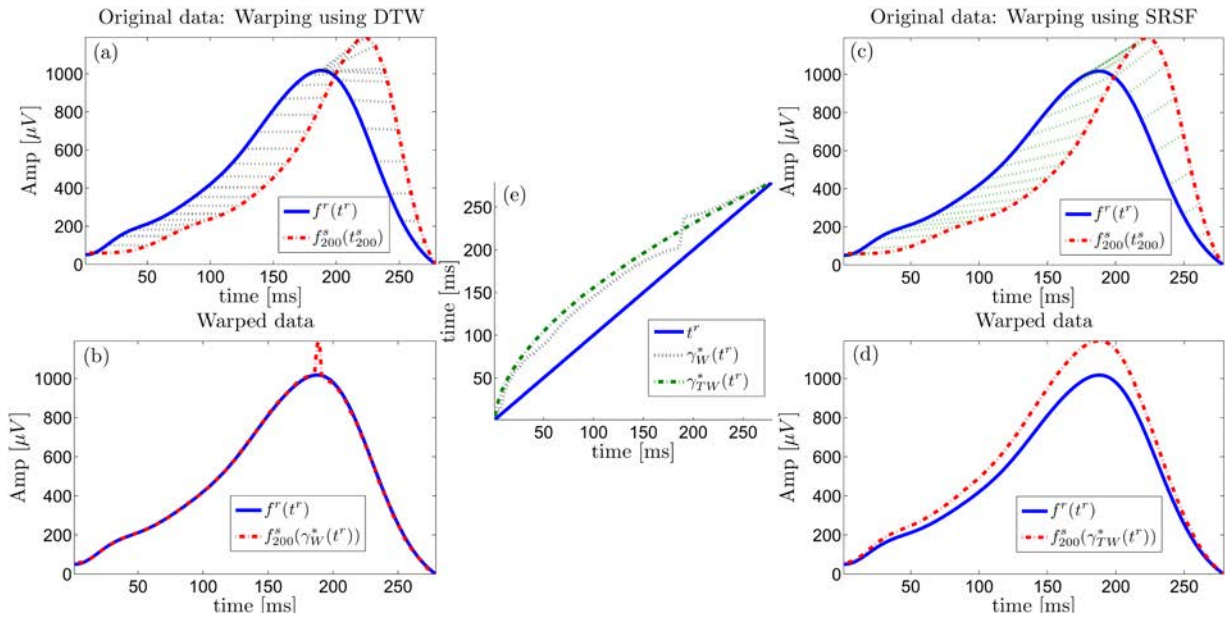 Original data: Warping using DTW
(a)
Amp [μV]
1000
800
600
400
200
0
50
100
150
200
250
time [ms]
f^r(t^r)
f^s_200(t^s_200)
Warped data
(b)
Amp [μV]
1000
800
600
400
200
0
50
100
150
200
250
time [ms]
f^r(t^r)
f^s_200(γ*_W(t^r))
(e)
time [ms]
250
200
150
100
50
50
100
150
200
250
time [ms]
t^r
γ*_W(t^r)
γ*_TW(t^r)
Original data: Warping using SRSF
(c)
Amp [μV]
1000
800
600
400
200
0
50
100
150
200
250
time [ms]
f^r(t^r)
f^s_200(t^s_200)
Warped data
(d)
Amp [μV]
1000
800
600
400
200
0
50
100
150
200
250
time [ms]
f^r(t^r)
f^s_200(γ*_TW(t^r))